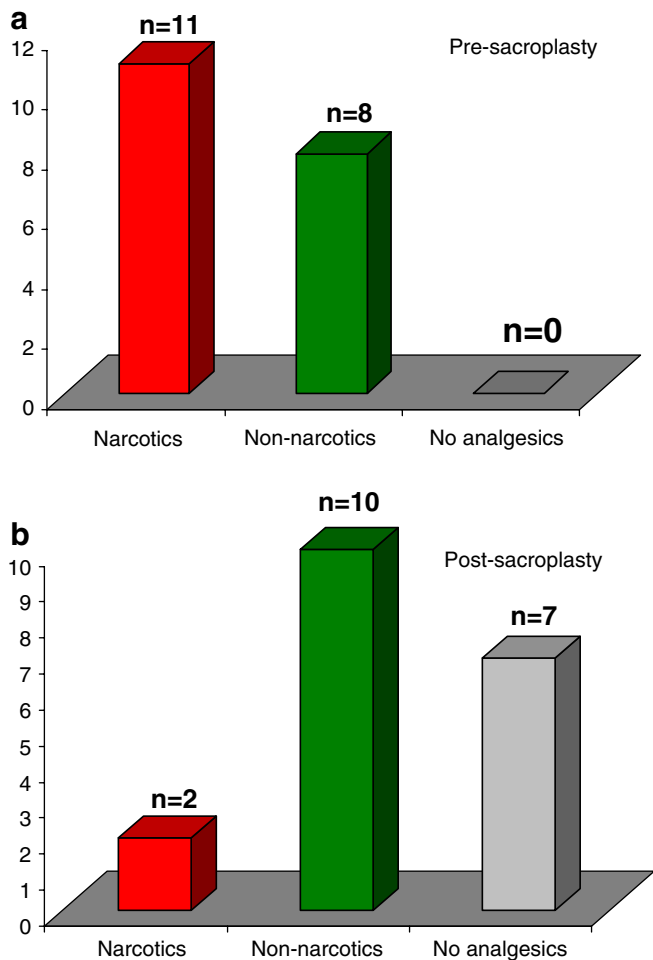 a
n=11
Pre-sacroplasty
12
n=8
10
8
6
4
n=0
2
0
Narcotics Non-narcotics No analgesics
n=10
b
Post-sacroplasty
10
9
n=7
8
7
6
5
4
n=2
3
2
1
0
Narcotics Non-narcotics No analgesics